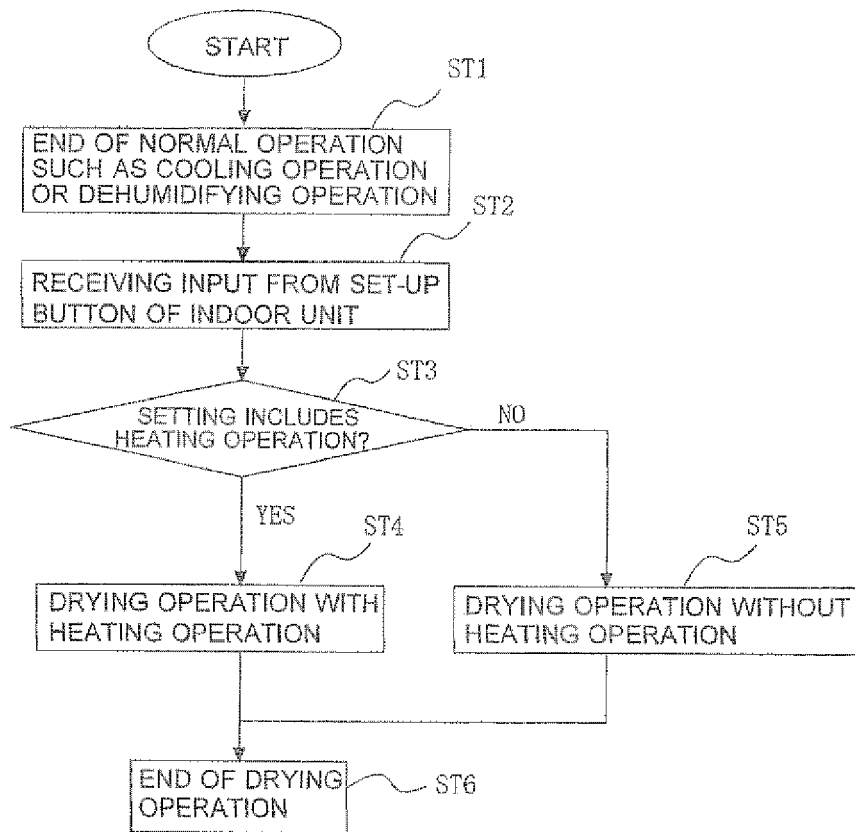 START
ST1
END OF NORMAL OPERATION
SUCH AS COOLING OPERATION
OR DEHUMIDIFYING OPERATION
ST2
RECEIVING INPUT FROM SET-UP
BUTTON OF INDOOR UNIT
ST3
SETTING INCLUDES
HEATING OPERATION?
NO
YES
ST4
DRYING OPERATION WITH
HEATING OPERATION
ST5
DRYING OPERATION WITHOUT
HEATING OPERATION
END OF DRYING
OPERATION
ST6